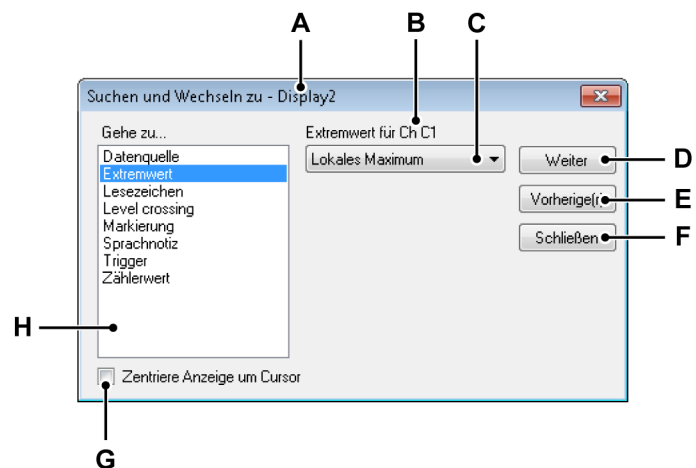 A B C
Suchen und Wechseln zu - Display2
Gehe zu...
Extremwert für Ch C1
Datenquelle
Extremwert
Lesezeichen
Level crossing
Markierung
Sprachnotiz
Trigger
Zählerwert
Lokales Maximum
Weiter
D
Vorherige(r)
E
Schließen
F
H
Zentriere Anzeige um Cursor
G